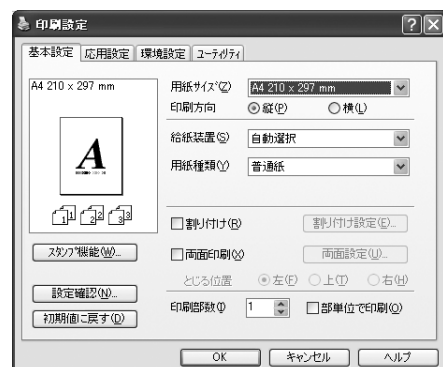 印刷設定
基本設定 応用設定 環境設定 ユーティリティ
A4 210 x 297 mm
A
1 1 2 2 3 3
スタンプ機能(W)...
設定確認(N)...
初期値に戻す(D)
用紙サイズ(Z) A4 210 x 297 mm
印刷方向 縦(P) 横(L)
給紙装置(S) 自動選択
用紙種類(Y) 普通紙
割り付け(R) 割り付け設定(E)...
両面印刷(X) 両面設定(U)...
とじる位置 左(F) 上(T) 右(H)
印刷部数(I) 1 部単位で印刷(O)
OK キャンセル ヘルプ